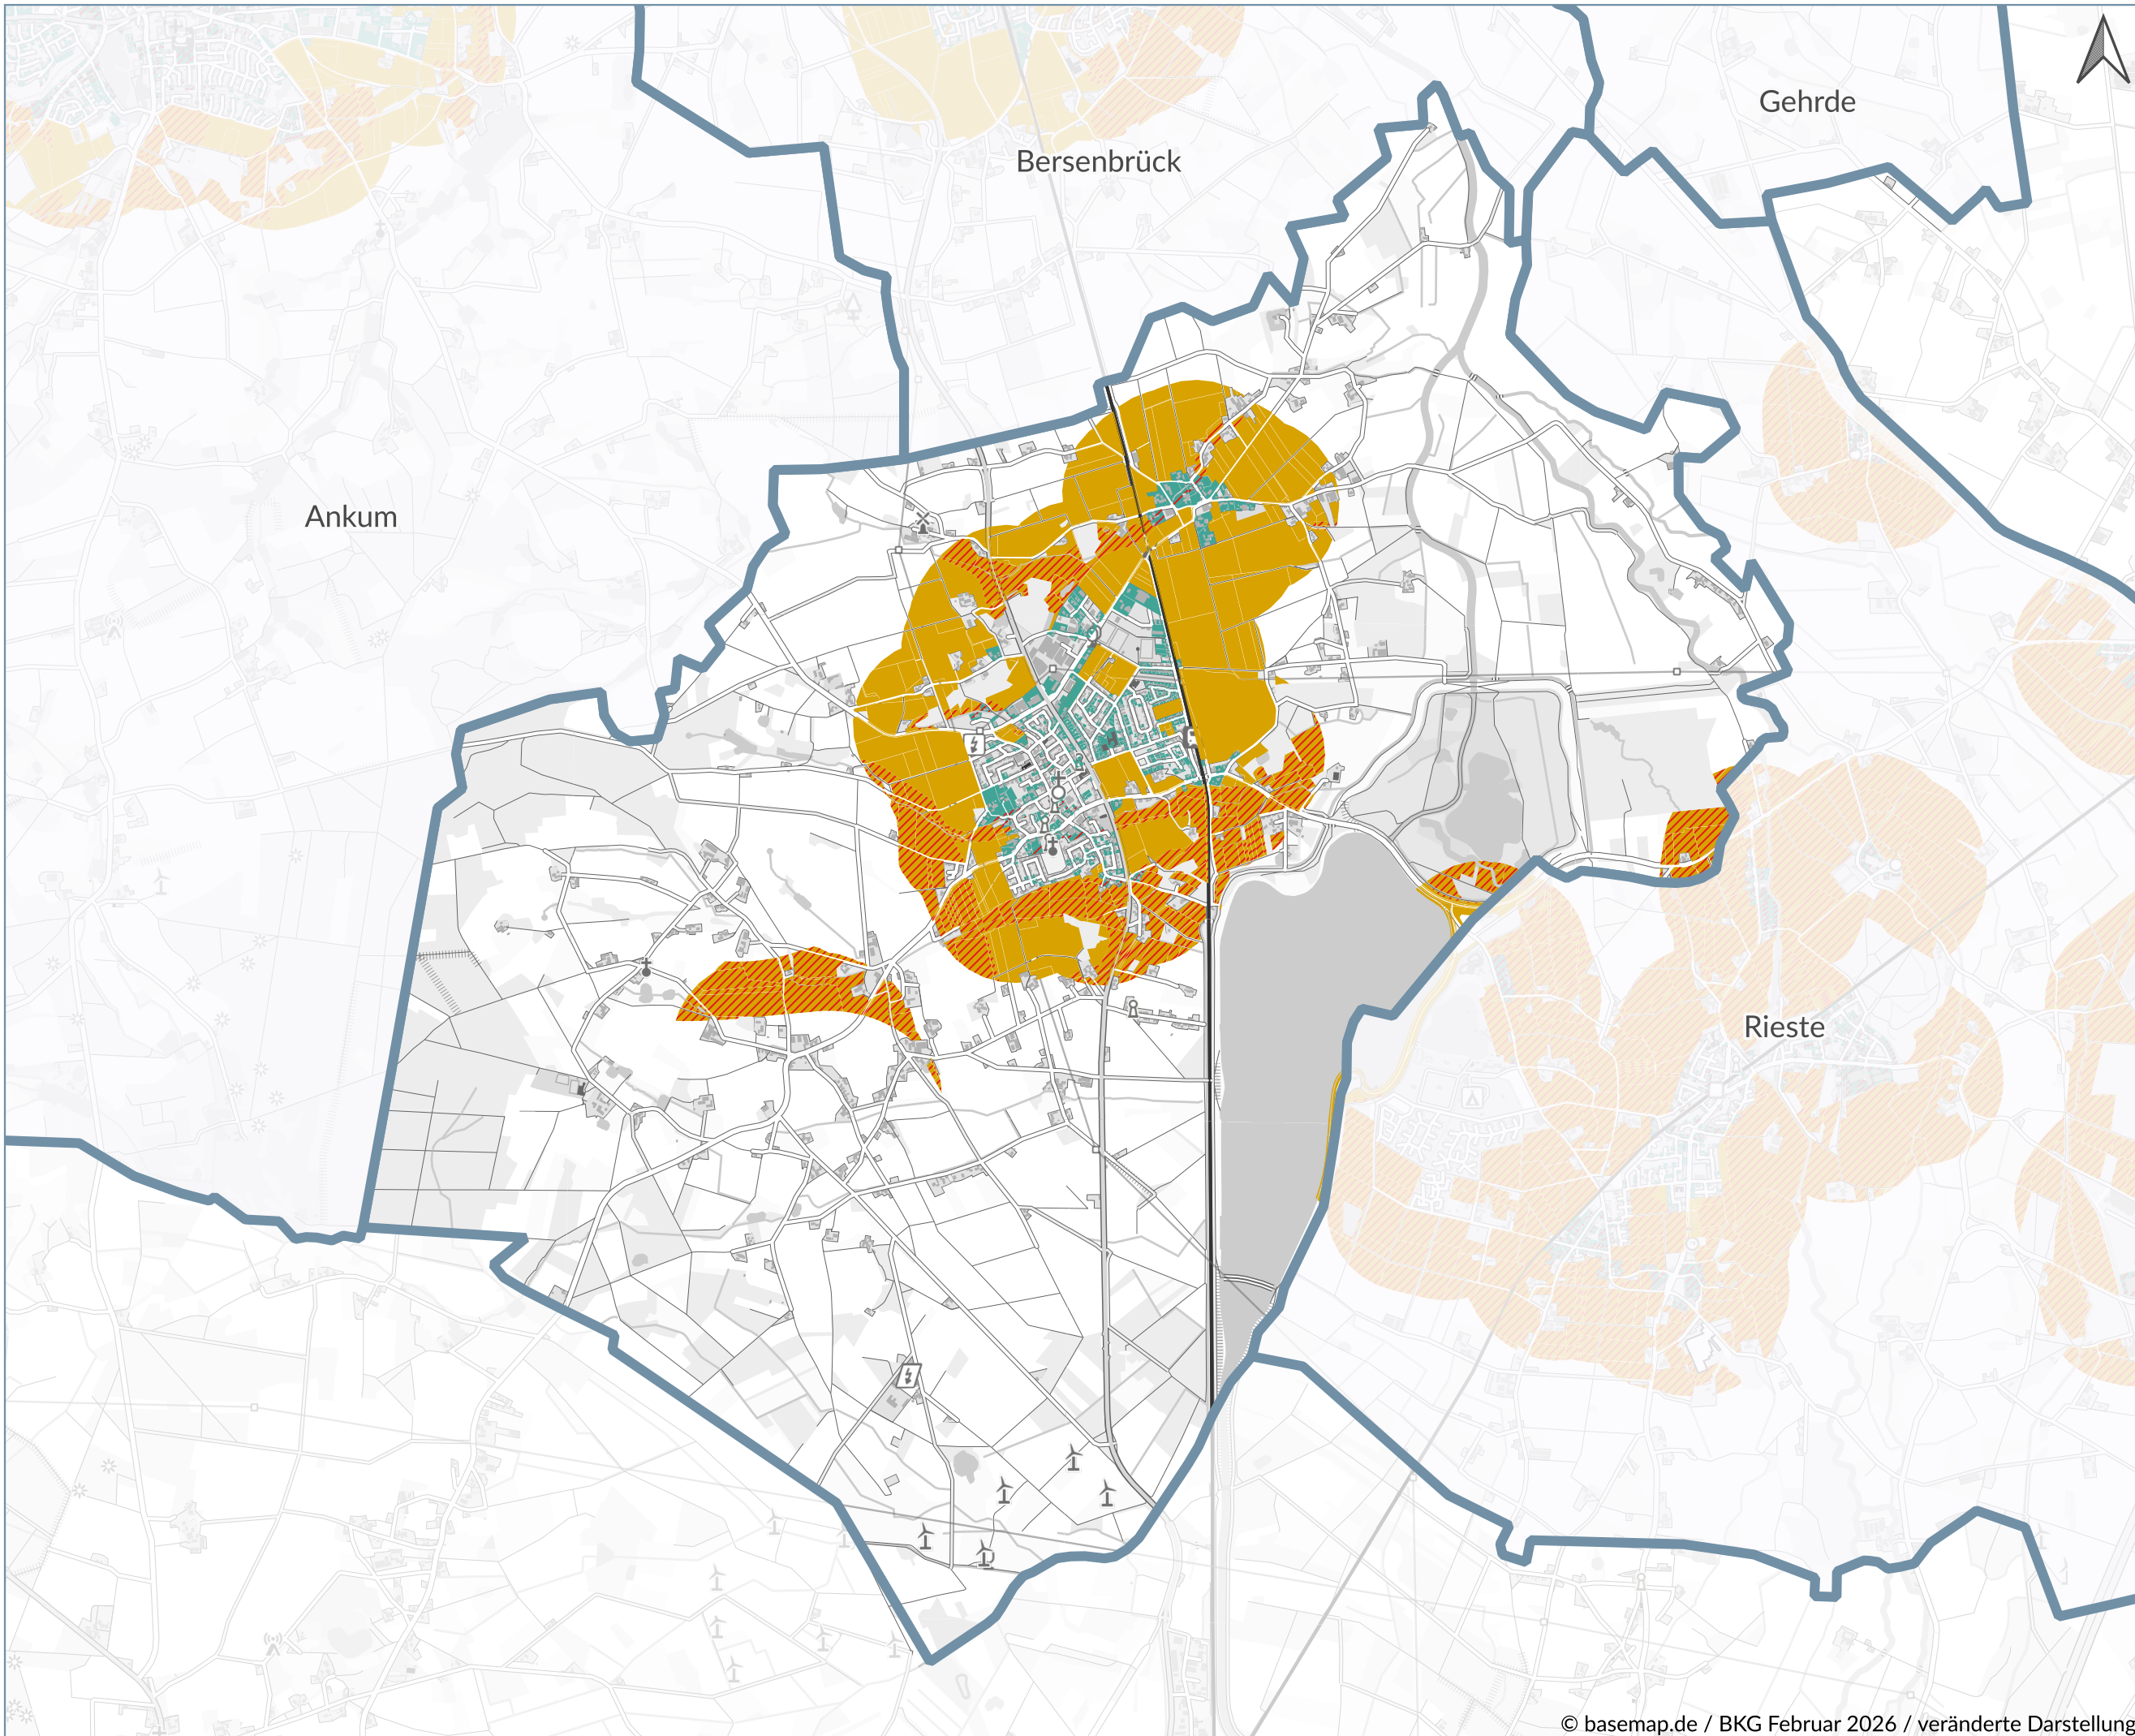 Gehrde
Bersenbrück
Ankum
Rieste
© basemap.de / BKG Februar 2026 / veränderte Darstellung